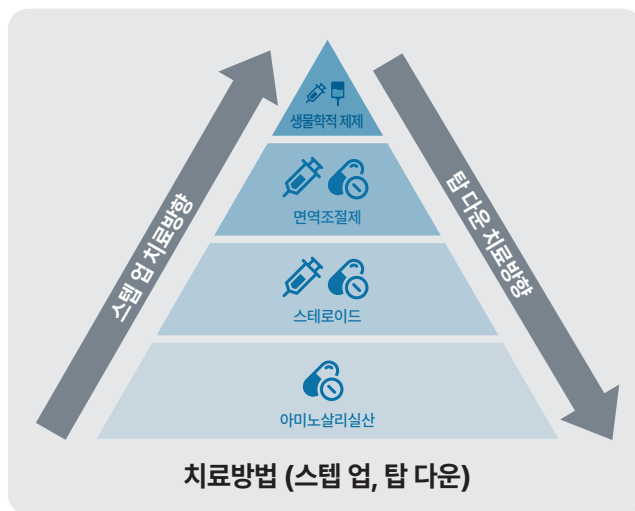 생물학적 제제
면역조절제
스테로이드
아미노살리실산
스텝 업 치료방향
탑 다운 치료방향
치료방법 (스텝 업, 탑 다운)